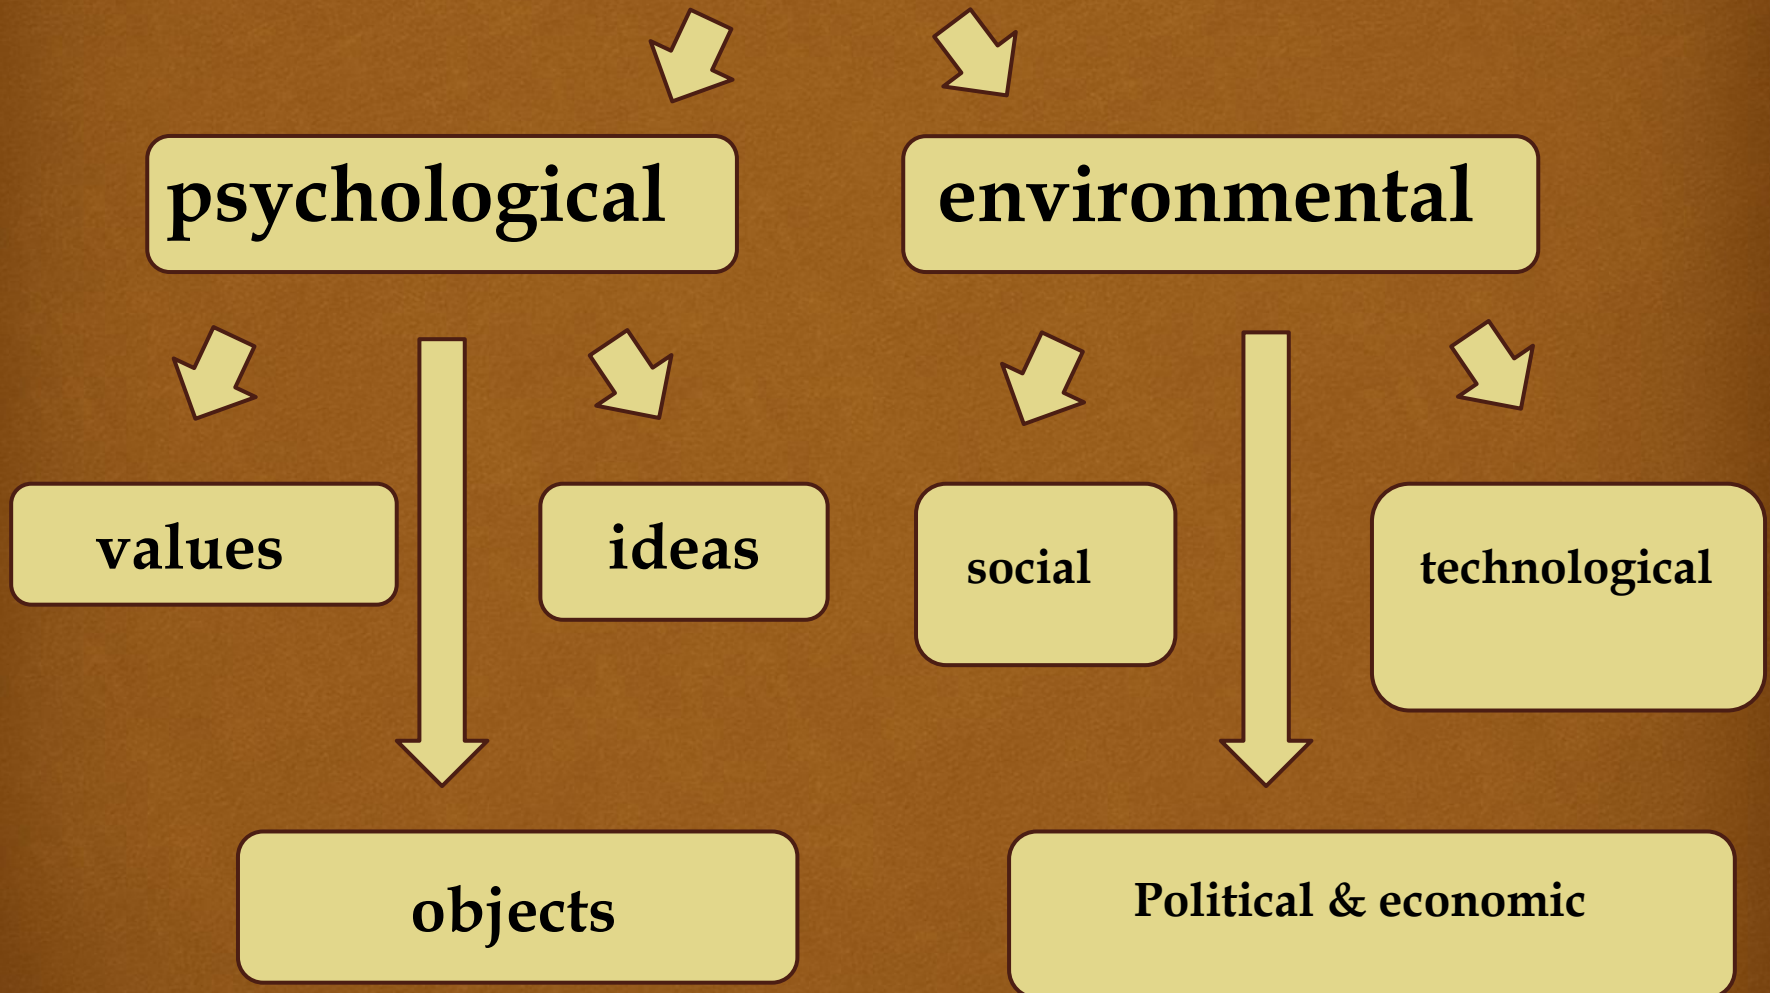 psychological
environmental
values
ideas
social
technological
objects
Political & economic